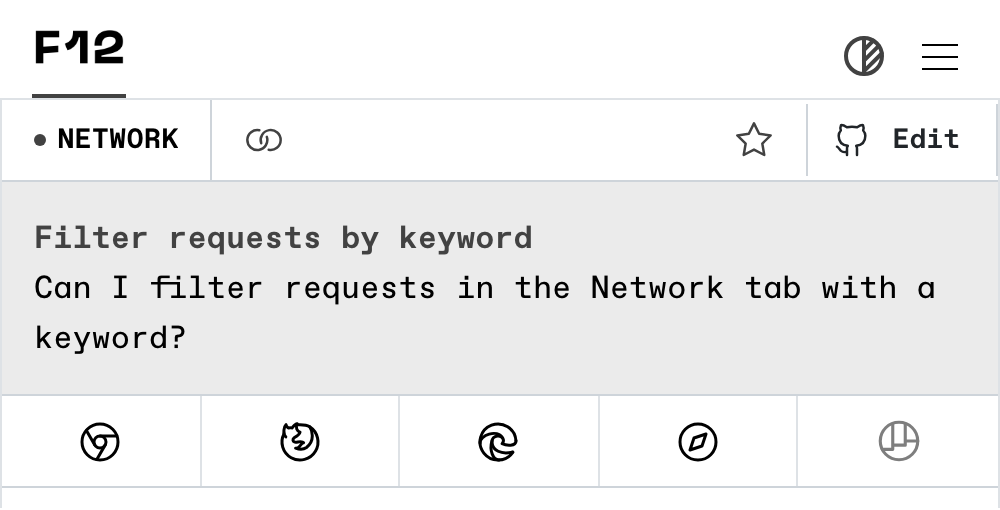 F12
NETWORK
Edit
Filter requests by keyword
Can I filter requests in the Network tab with a
keyword?